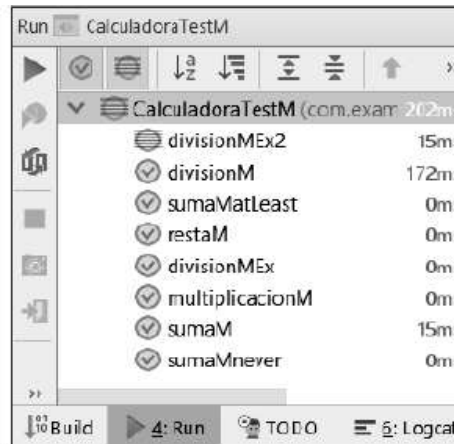 Run CalculadoraTestM
CalculadoraTestM (com.exam 202m
divisionMEx2 15m
divisionM 172m
sumaMatLeast 0m
restaM 0m
divisionMEx 0m
multiplicacionM 0m
sumaM 15m
sumaMnever 0m
Build 4: Run TODO 6: Logcat